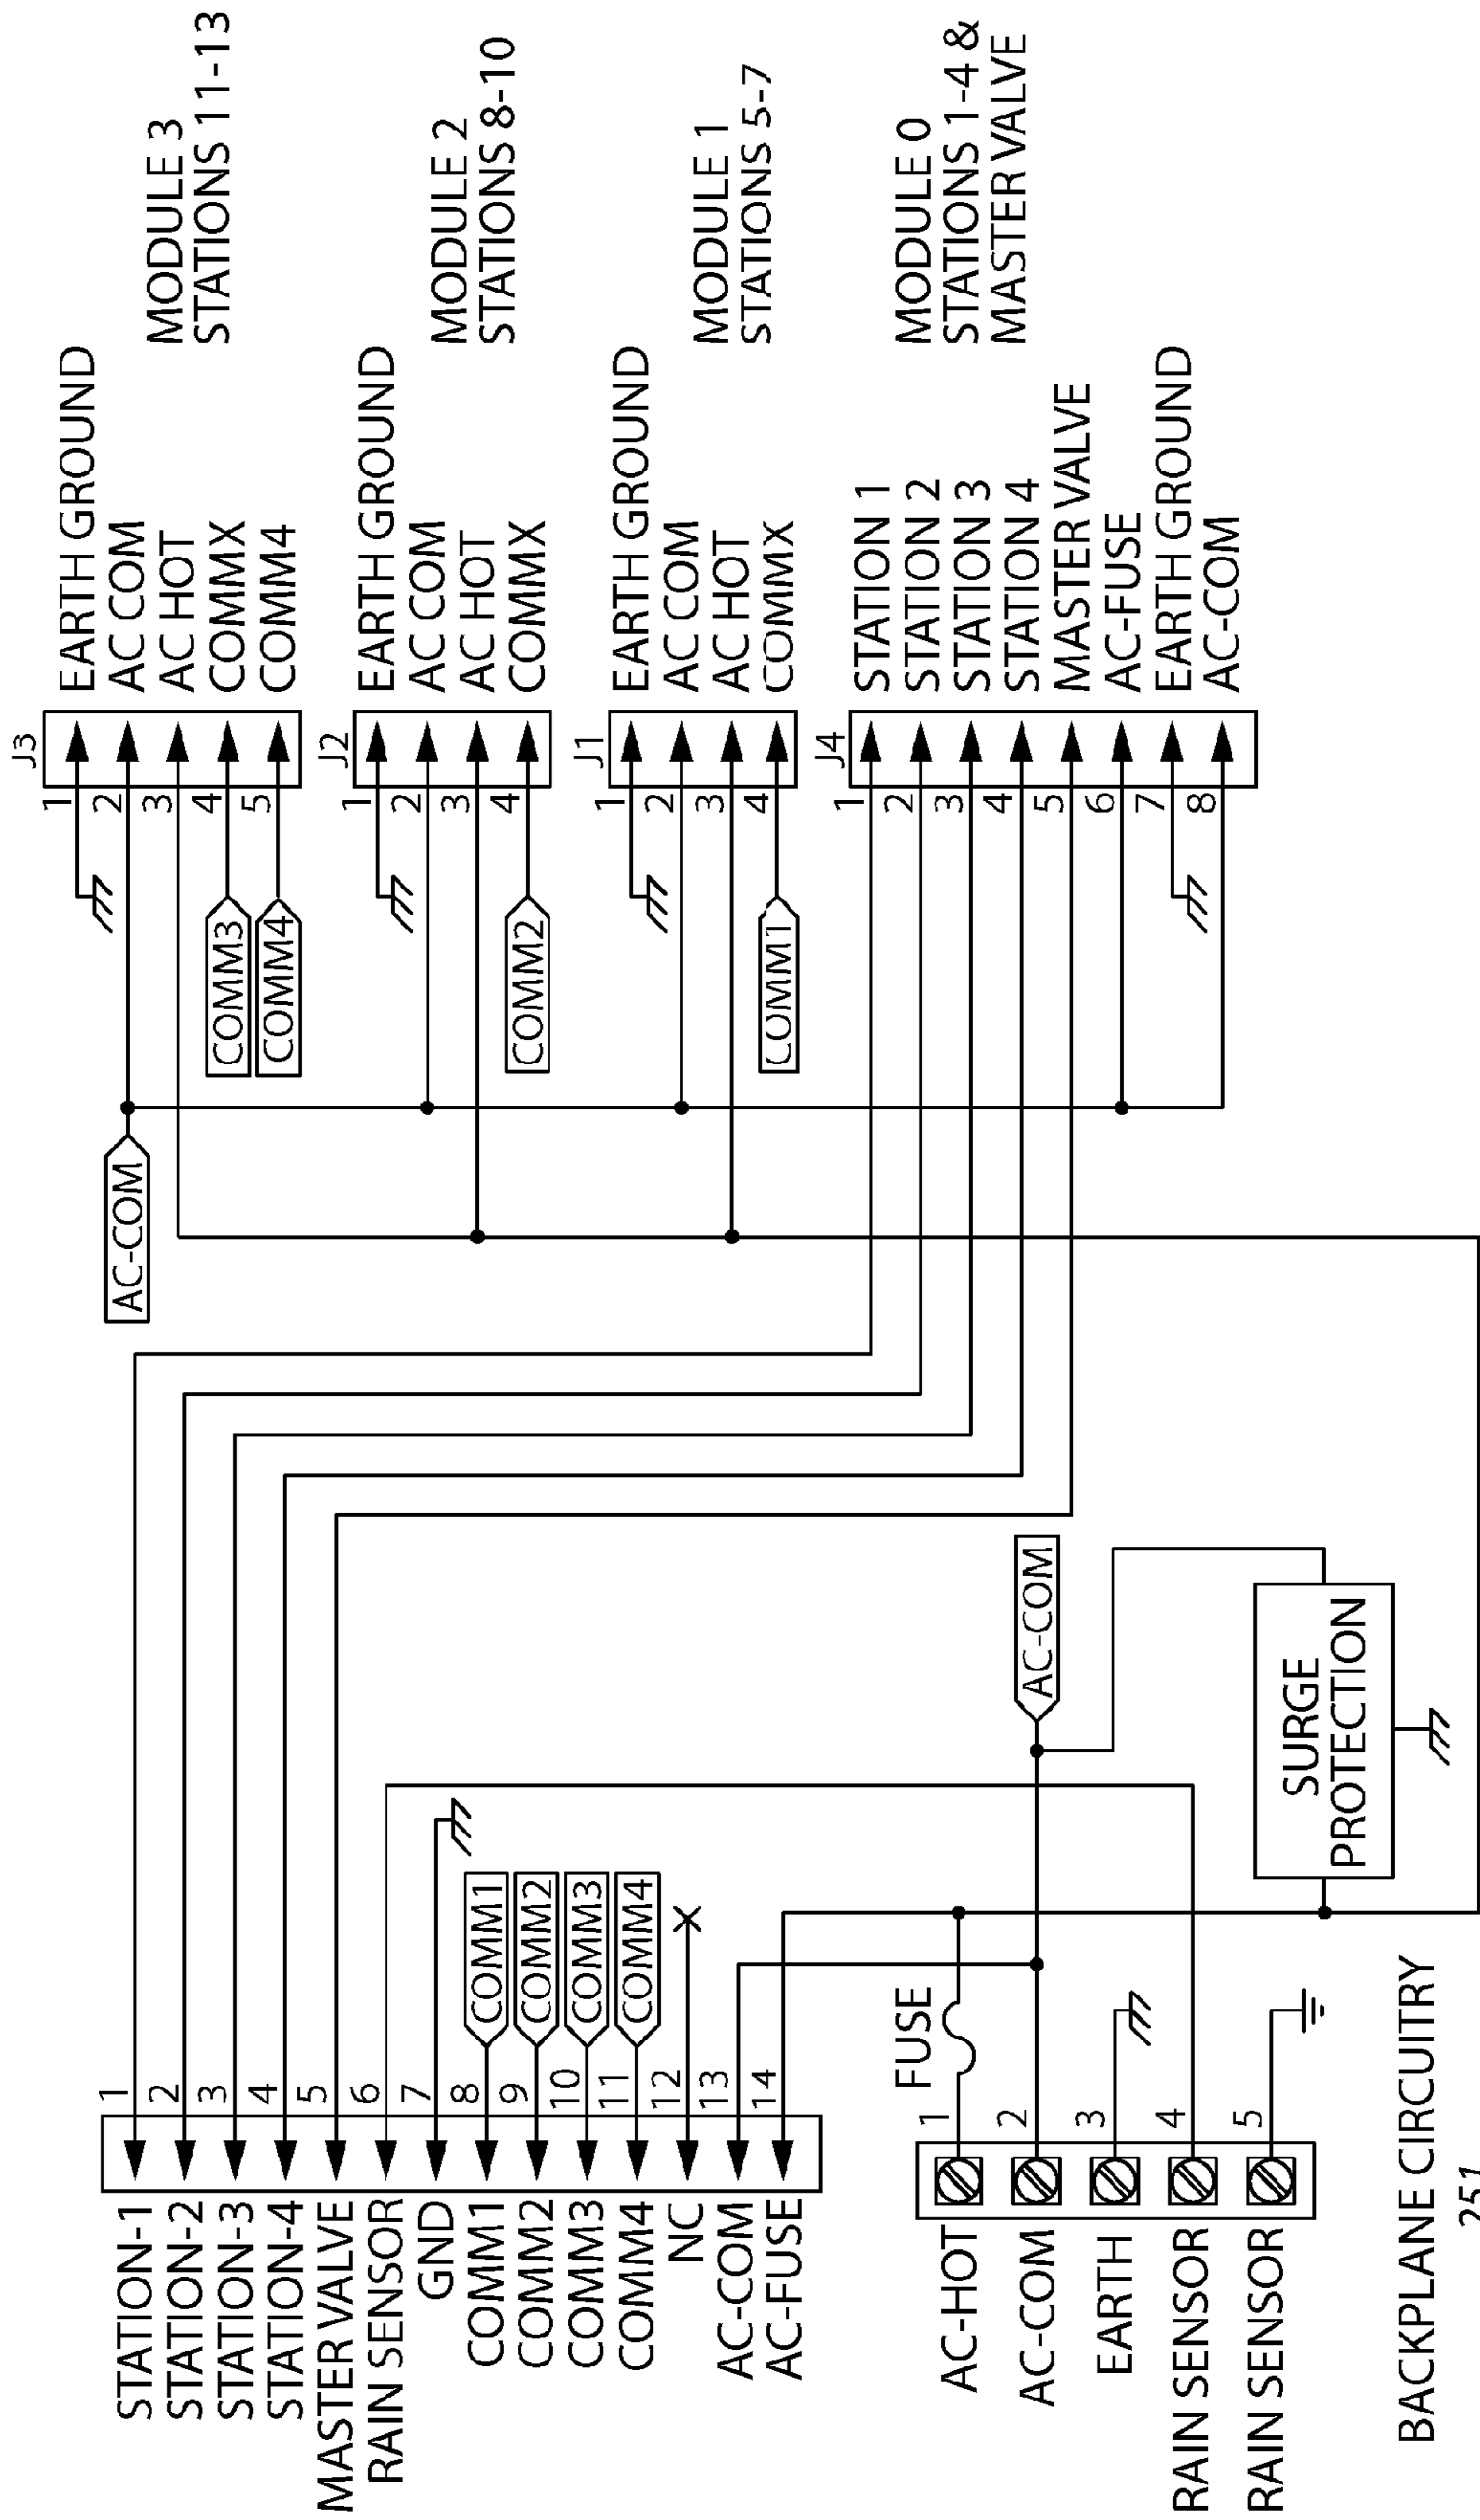 STATION-1
STATION-2
STATION-3
STATION-4
MASTER VALVE
RAIN SENSOR
GND
COMM1
COMM2
COMM3
COMM4
NC
AC-COM
AC-FUSE
1
2
3
4
5
6
7
8
9
10
11
12
13
14
COMM1
COMM2
COMM3
COMM4
AC-HOT
AC-COM
EARTH
RAIN SENSOR
RAIN SENSOR
1
2
3
4
5
FUSE
AC-COM
SURGE
PROTECTION
BACKPLANE CIRCUITRY
251
AC-COM
COMM3
COMM4
COMM2
COMM1
J3
1
2
3
4
5
EARTH GROUND
AC COM
AC HOT
COMMX
COMM4
MODULE 3
STATIONS 11-13
J2
1
2
3
4
EARTH GROUND
AC COM
AC HOT
COMMX
MODULE 2
STATIONS 8-10
J1
1
2
3
4
EARTH GROUND
AC COM
AC HOT
COMMX
MODULE 1
STATIONS 5-7
J4
1
2
3
4
5
6
7
8
STATION 1
STATION 2
STATION 3
STATION 4
MASTER VALVE
AC-FUSE
EARTH GROUND
AC-COM
MODULE 0
STATIONS 1-4 &
MASTER VALVE